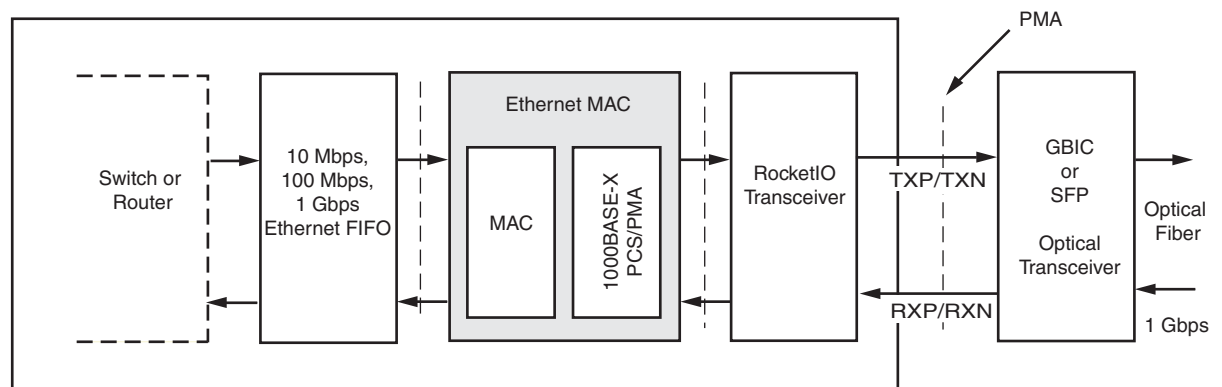 PMA
Switch or
Router
10 Mbps,
100 Mbps,
1 Gbps
Ethernet FIFO
Ethernet MAC
MAC
1000BASE-X
PCS/PMA
RocketIO
Transceiver
TXP/TXN
RXP/RXN
GBIC
or
SFP
Optical
Transceiver
Optical
Fiber
1 Gbps